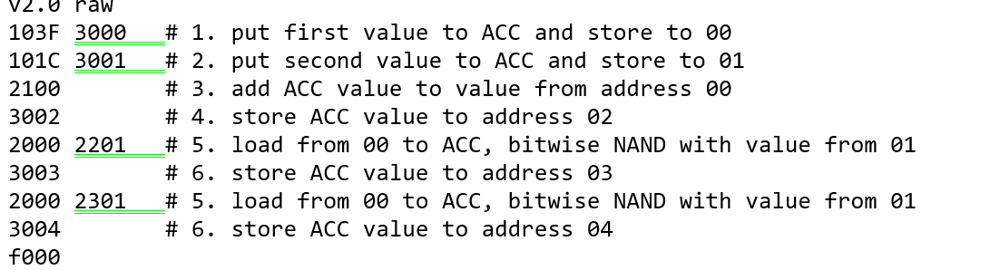 v2.0 raw
103F 3000 # 1. put first value to ACC and store to 00
101C 3001 # 2. put second value to ACC and store to 01
2100 # 3. add ACC value to value from address 00
3002 # 4. store ACC value to address 02
2000 2201 # 5. load from 00 to ACC, bitwise NAND with value from 01
3003 # 6. store ACC value to address 03
2000 2301 # 5. load from 00 to ACC, bitwise NAND with value from 01
3004 # 6. store ACC value to address 04
f000